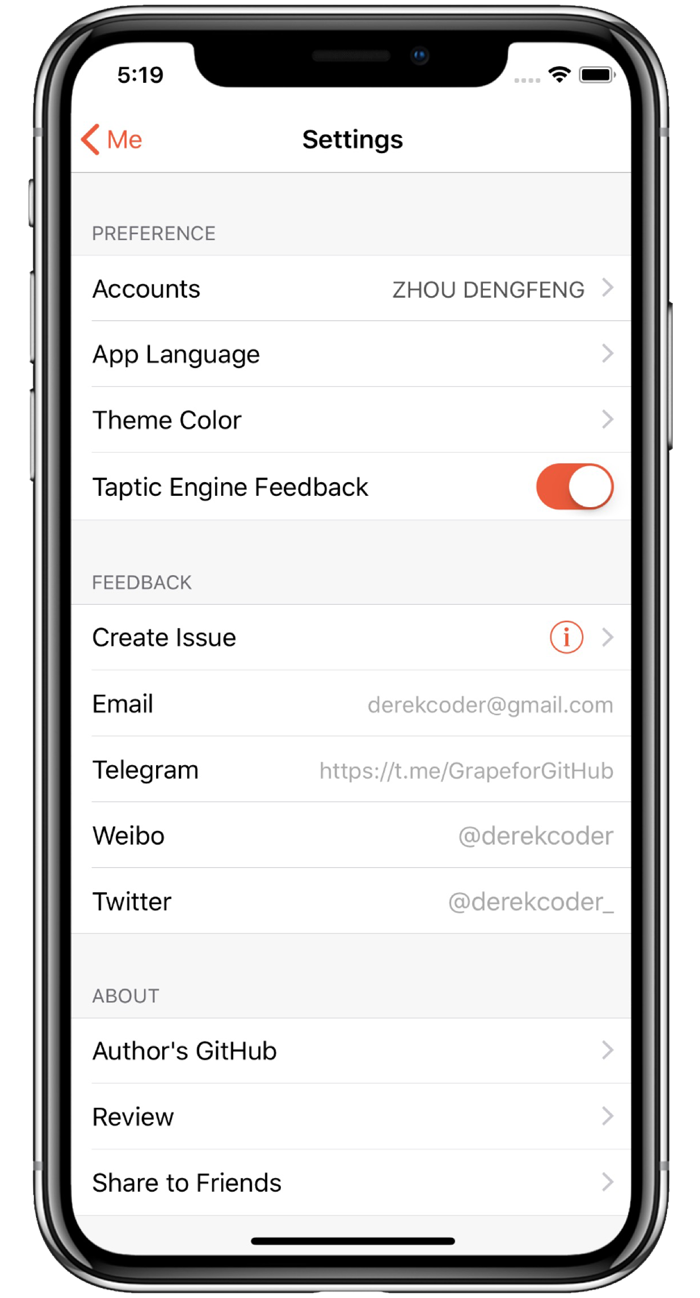 5:19
Me
Settings
PREFERENCE
Accounts ZHOU DENGFENG
App Language
Theme Color
Taptic Engine Feedback
FEEDBACK
Create Issue
Email derekcoder@gmail.com
Telegram https://t.me/GrapeforGitHub
Weibo @derekcoder
Twitter @derekcoder_
ABOUT
Author's GitHub
Review
Share to Friends